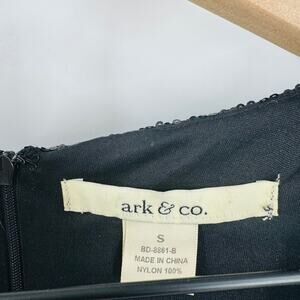 ark & co.
S
BD-8861-B
MADE IN CHINA
NYLON 100%